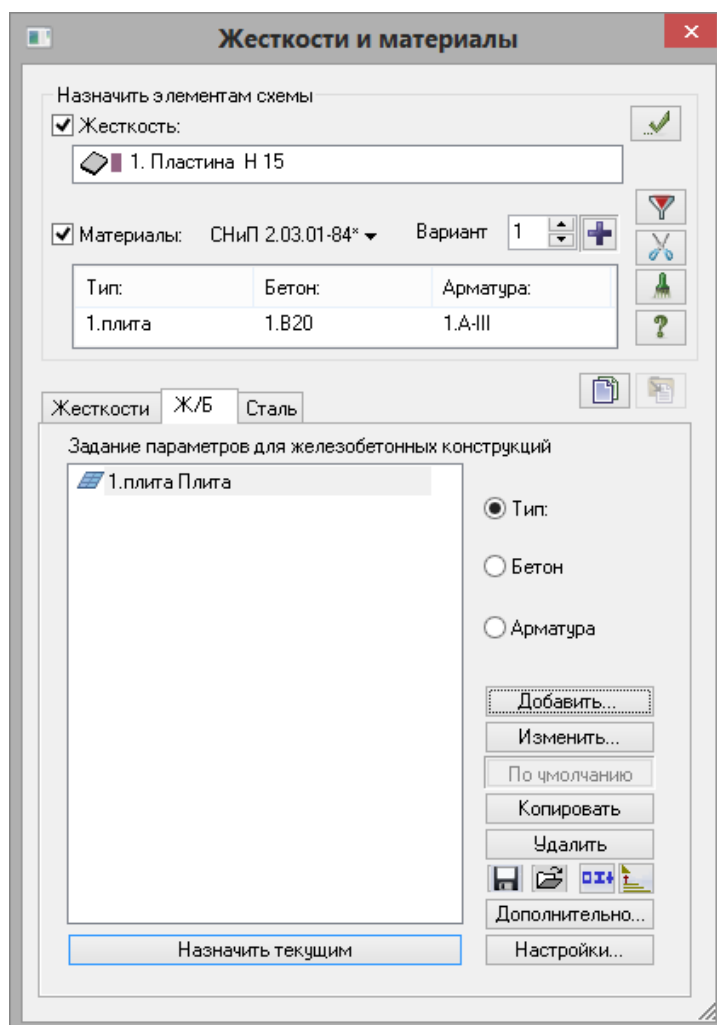 Жесткости и материалы
Назначить элементам схемы
Жесткость:
1. Пластина Н 15
Материалы: СНиП 2.03.01-84* Вариант 1
Тип: Бетон: Арматура:
1.плита 1.В20 1.А-III
Жесткости Ж/Б Сталь
Задание параметров для железобетонных конструкций
1.плита Плита
Тип:
Бетон
Арматура
Добавить...
Изменить...
По умолчанию
Копировать
Удалить
Дополнительно...
Назначить текущим Настройки...